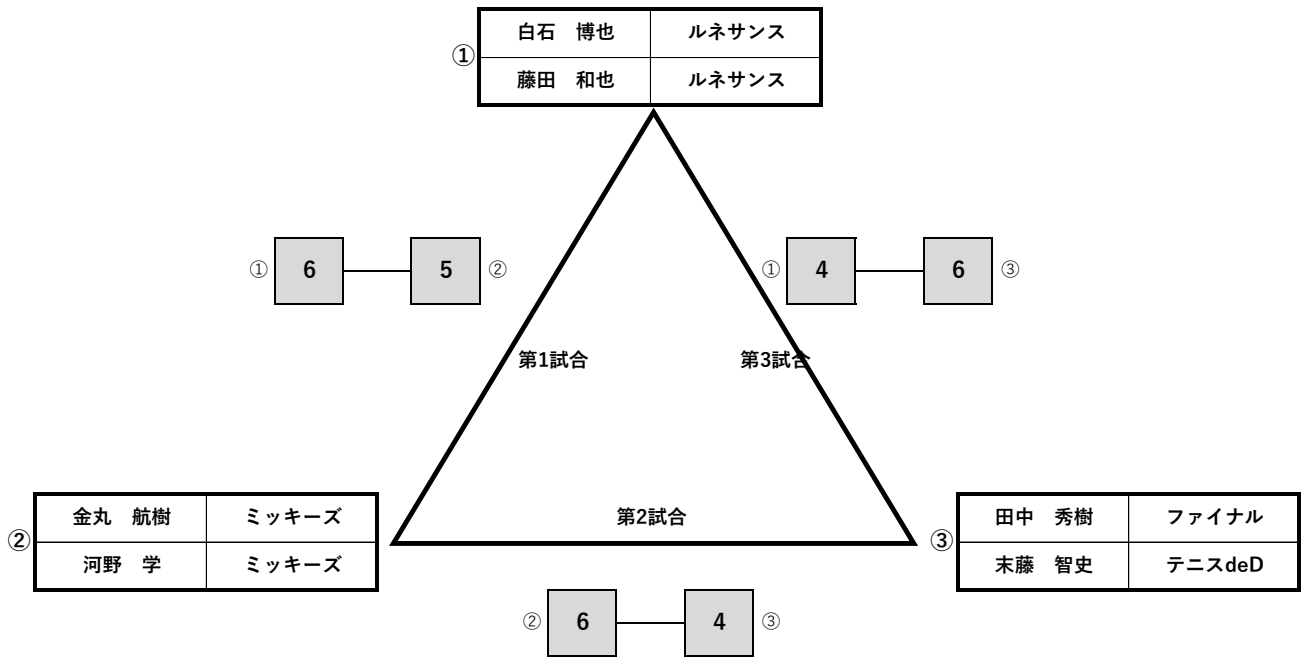 白石　博也　ルネサンス
① 
藤田　和也　ルネサンス
① 6 5 ② ① 4 6 ③
第1試合 第3試合
金丸　航樹　ミッキーズ 第2試合 田中　秀樹　ファイナル
② ③
河野　学　ミッキーズ 末藤　智史　テニスdeD
② 6 4 ③